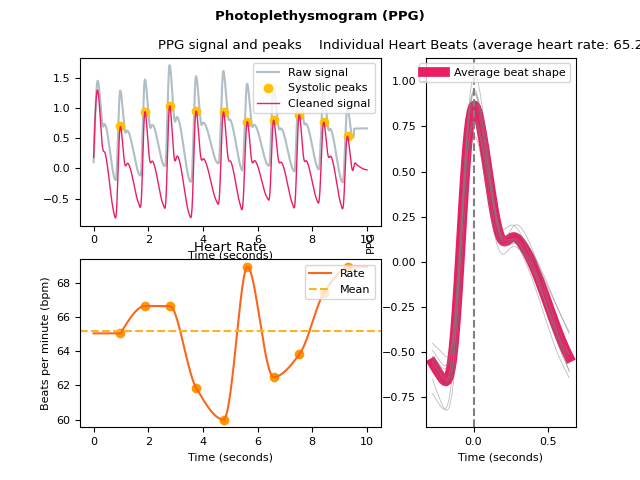 Photoplethysmogram (PPG)
PPG signal and peaks
Individual Heart Beats (average heart rate: 65.2
Raw signal
Systolic peaks
Cleaned signal
1.5
1.0
0.5
0.0
−0.5
0 2 4 6 8 10
Time (seconds)
Heart Rate
Rate
Mean
Beats per minute (bpm)
68
66
64
62
60
0 2 4 6 8 10
Time (seconds)
Average beat shape
PPG
1.00
0.75
0.50
0.25
0.00
−0.25
−0.50
−0.75
0.0 0.5
Time (seconds)